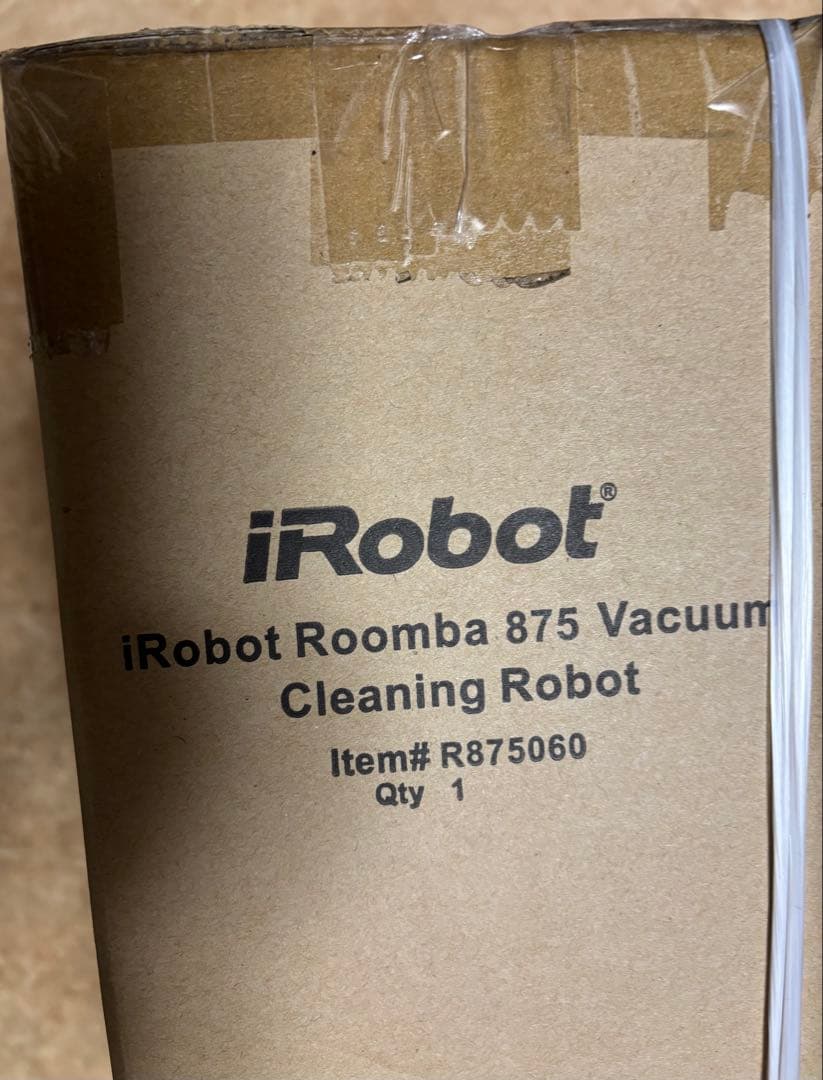 iRobot®
iRobot Roomba 875 Vacuum
Cleaning Robot
Item# R875060
Qty 1